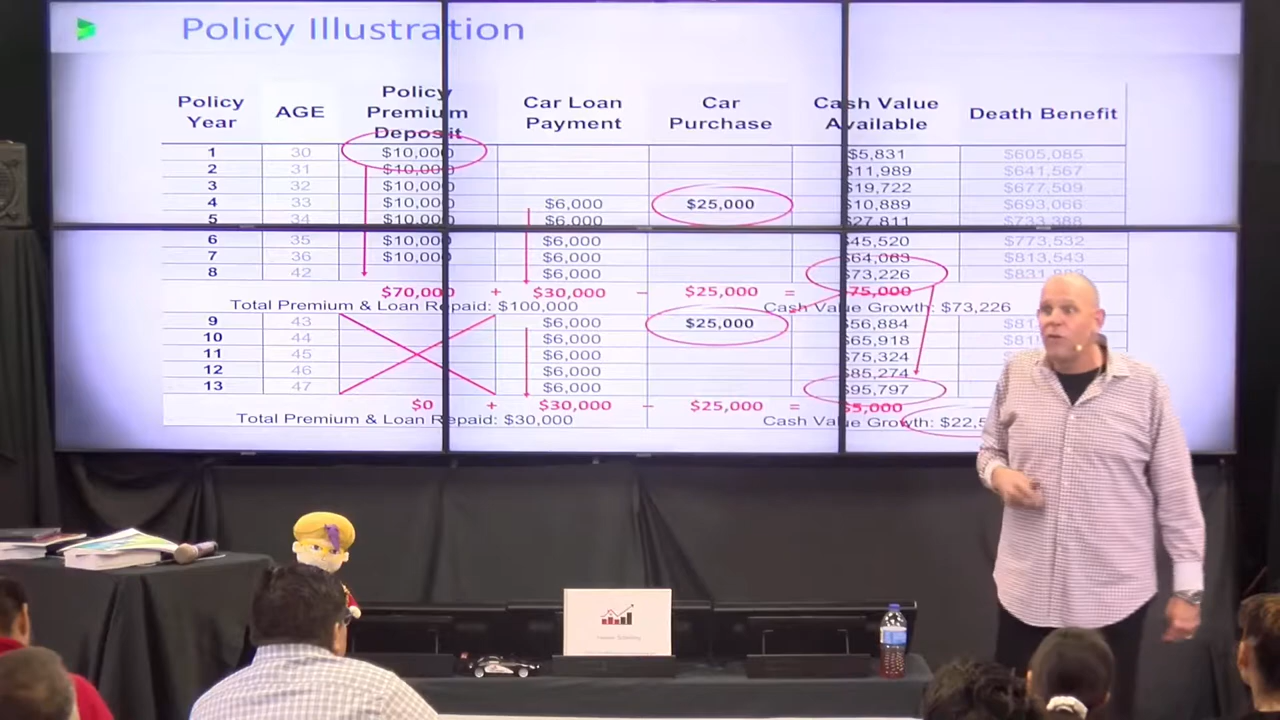 Policy Illustration
Policy Year AGE Policy Premium Deposit Car Loan Payment Car Purchase Cash Value Available Death Benefit
1 30 $10,000 $5,831 $605,085
2 31 $10,000 $11,989 $641,567
3 32 $10,000 $19,722 $677,509
4 33 $10,000 $6,000 $25,000 $10,889 $693,066
5 34 $10,000 $6,000 $27,811 $733,388
6 35 $10,000 $6,000 $45,520 $773,532
7 36 $10,000 $6,000 $64,063 $813,543
8 42 $6,000 $73,226
$70,000 + $30,000 – $25,000 = 75,000
Total Premium & Loan Repaid: $100,000 Cash Value Growth: $73,226
9 43 $6,000 $25,000 $56,884
10 44 $6,000 $65,918
11 45 $6,000 $75,324
12 46 $6,000 $85,274
13 47 $6,000 $95,797
$0 + $30,000 – $25,000 = $5,000
Total Premium & Loan Repaid: $30,000 Cash Value Growth: